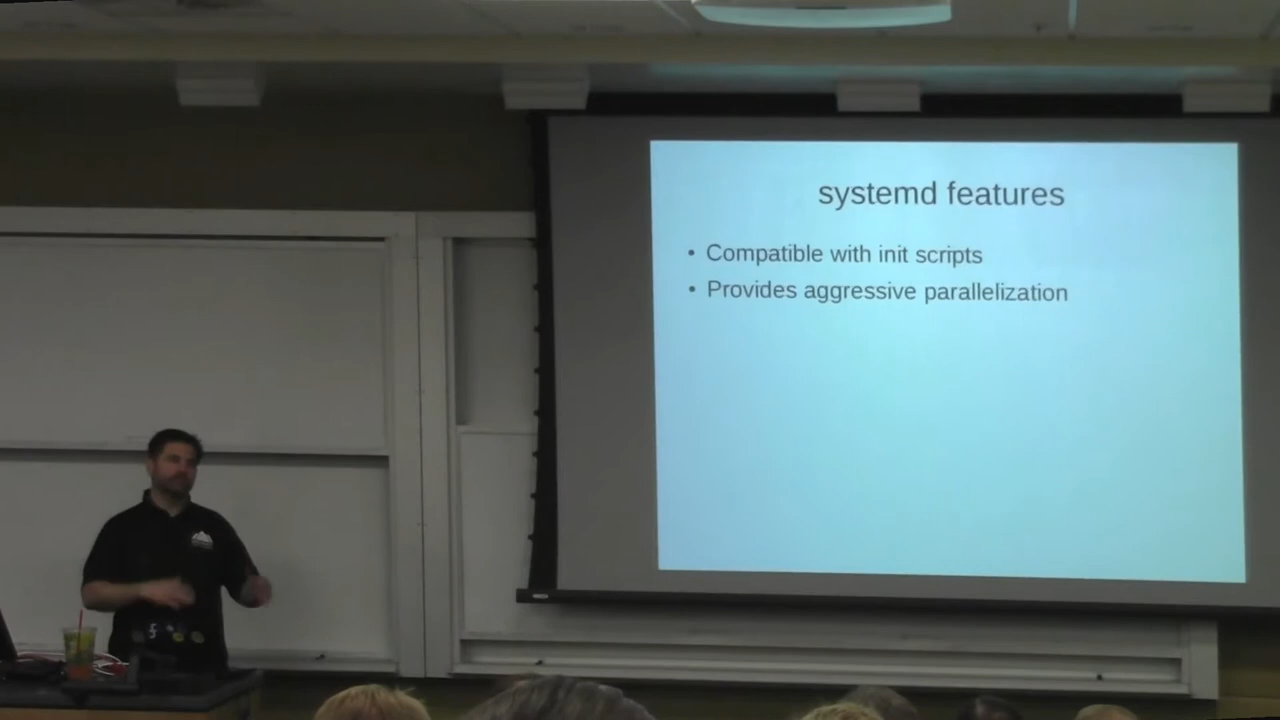 systemd features
• Compatible with init scripts
• Provides aggressive parallelization